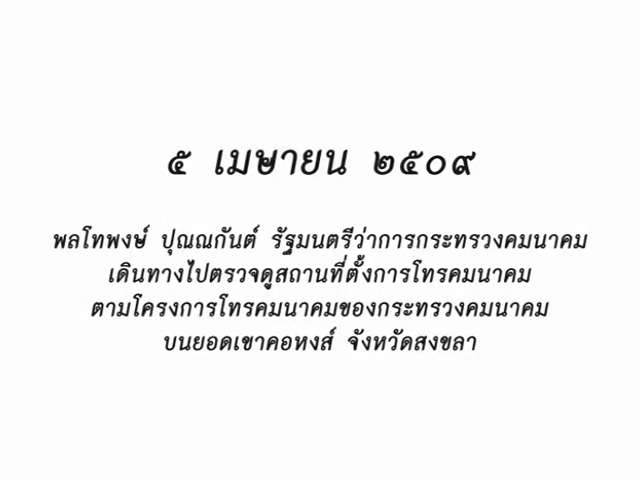 ๕ เมษายน ๒๕๐๙
พลโทพงษ์ ปุณณกันต์ รัฐมนตรีว่าการกระทรวงคมนาคม
เดินทางไปตรวจดูสถานที่ตั้งการโทรคมนาคม
ตามโครงการโทรคมนาคมของกระทรวงคมนาคม
บนยอดเขาคอหงส์ จังหวัดสงขลา